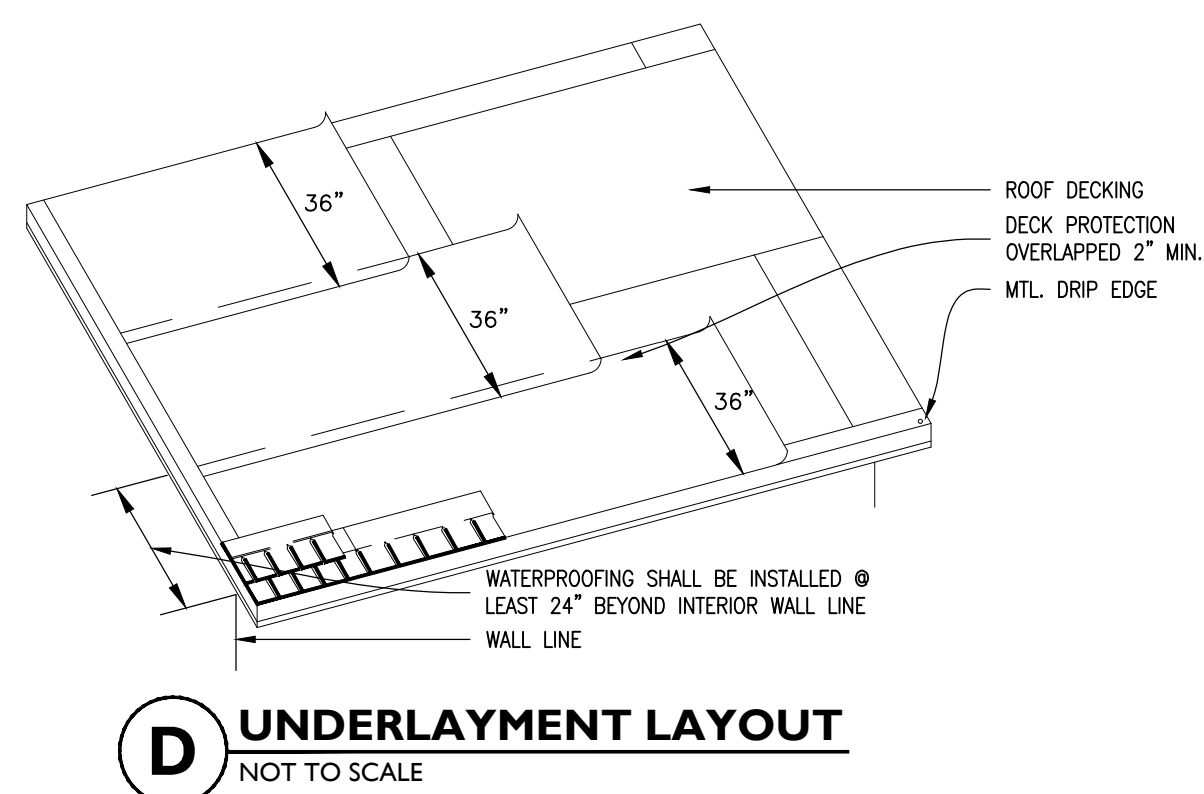 36”
ROOF DECKING
DECK PROTECTION
OVERLAPPED 2” MIN.
MTL. DRIP EDGE
36”
36”
WATERPROOFING SHALL BE INSTALLED @
LEAST 24” BEYOND INTERIOR WALL LINE
WALL LINE
D
UNDERLAYMENT LAYOUT
NOT TO SCALE